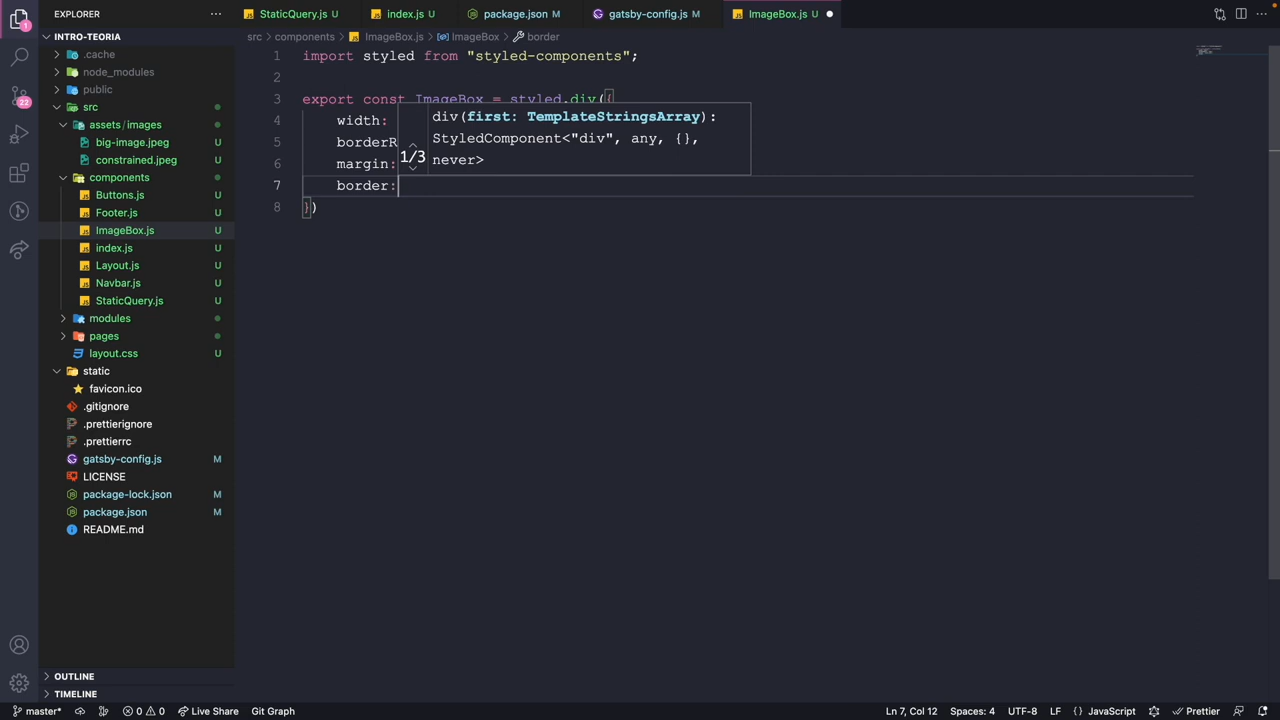 EXPLORER
StaticQuery.js U
index.js U
package.json M
gatsby-config.js M
ImageBox.js U
INTRO-TEORIA
src > components > ImageBox.js > ImageBox > border
.cache
node_modules
public
src
assets/images
big-image.jpeg U
constrained.jpeg U
components
Buttons.js U
Footer.js U
ImageBox.js U
index.js U
Layout.js U
Navbar.js U
StaticQuery.js U
modules
pages
layout.css U
static
favicon.ico
.gitignore
.prettierignore
.prettierrc
gatsby-config.js M
LICENSE
package-lock.json M
package.json M
README.md
OUTLINE
TIMELINE
1
22
1 import styled from "styled-components";
2
3 export const ImageBox = styled.div({
4 width:
5 borderR
6 margin:
7 border:
8 })
1/3
div(first: TemplateStringsArray):
StyledComponent<"div", any, {},
never>
master* 0 0 Live Share Git Graph
Ln 7, Col 12 Spaces: 4 UTF-8 LF {} JavaScript Prettier